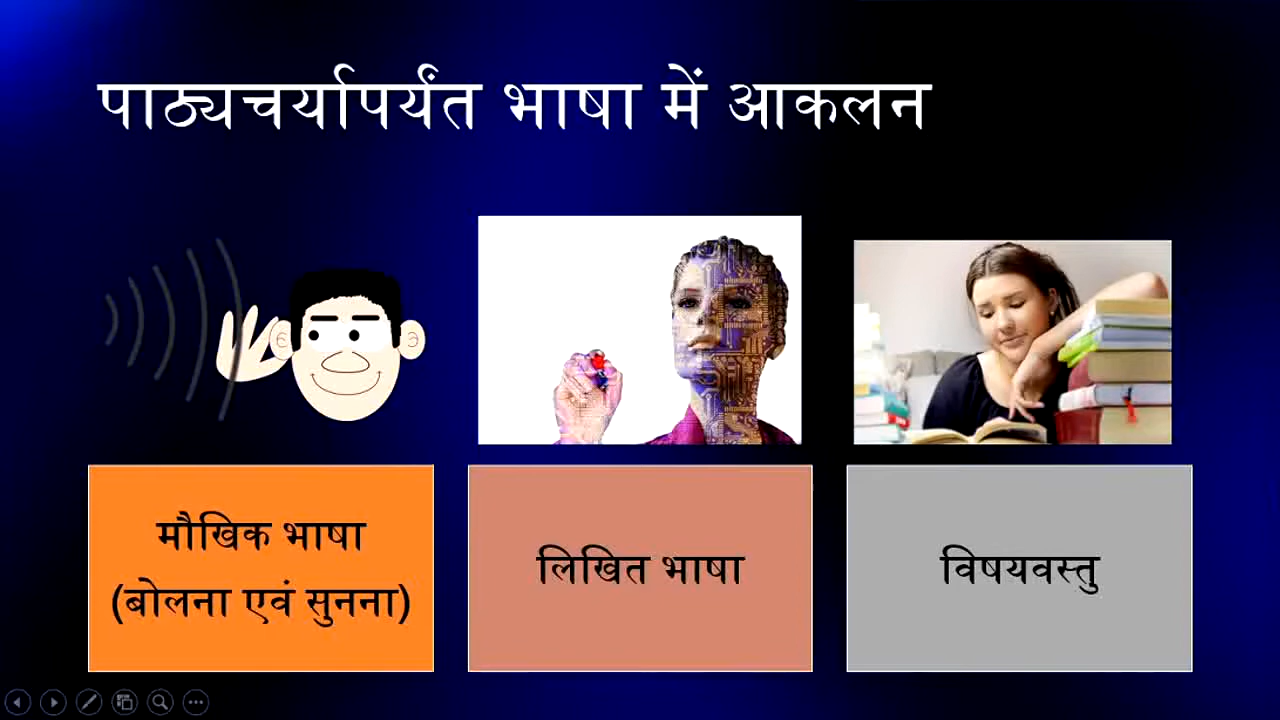 पाठ्यचर्यापर्यंत भाषा में आकलन
मौखिक भाषा
(बोलना एवं सुनना)
लिखित भाषा
विषयवस्तु